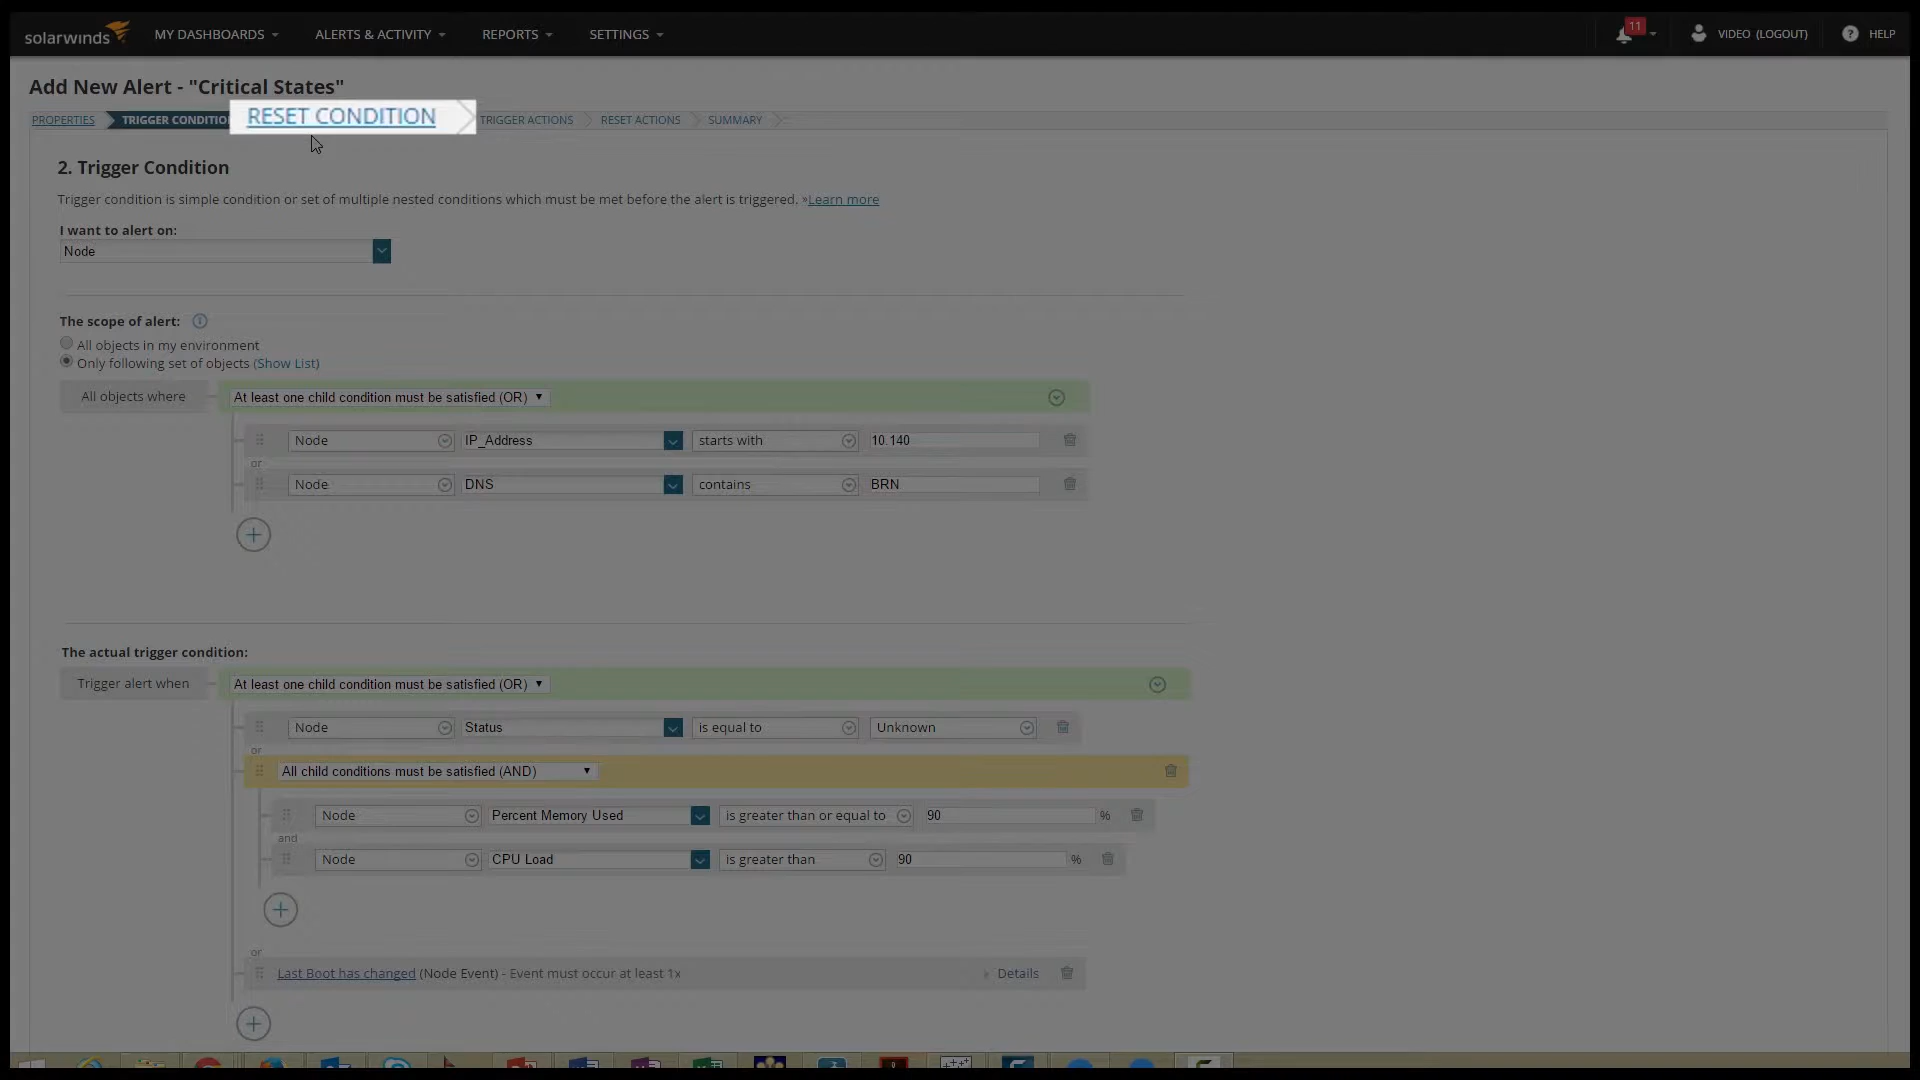 solarwinds MY DASHBOARDS ALERTS & ACTIVITY REPORTS SETTINGS 11 VIDEO (LOGOUT) ? HELP
Add New Alert - "Critical States"
PROPERTIES TRIGGER CONDITION RESET CONDITION TRIGGER ACTIONS RESET ACTIONS SUMMARY
2. Trigger Condition
Trigger condition is simple condition or set of multiple nested conditions which must be met before the alert is triggered. »Learn more
I want to alert on:
Node
The scope of alert:
All objects in my environment
Only following set of objects (Show List)
All objects where At least one child condition must be satisfied (OR)
Node IP_Address starts with 10.140
or
Node DNS contains BRN
The actual trigger condition:
Trigger alert when At least one child condition must be satisfied (OR)
Node Status is equal to Unknown
or
All child conditions must be satisfied (AND)
Node Percent Memory Used is greater than or equal to 90 %
and
Node CPU Load is greater than 90 %
or
Last Boot has changed (Node Event) - Event must occur at least 1x Details